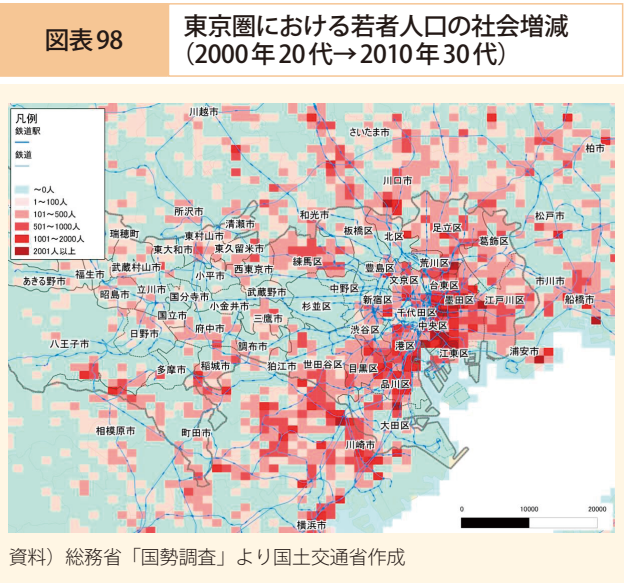 図表98
東京圏における若者人口の社会増減
（2000年20代→2010年30代）
凡例
鉄道駅
鉄道
～0人
1～100人
101～500人
501～1000人
1001～2000人
2001人以上
川越市
さいたま市
柏市
川口市
所沢市
和光市
松戸市
清瀬市
足立区
瑞穂町
東村山市
板橋区
北区
葛飾区
東大和市
東久留米市
練馬区
荒川区
武蔵村山市
西東京市
豊島区
福生市
小平市
文京区
台東区
市川市
あきる野市
立川市
武蔵野市
中野区
昭島市
国分寺市
新宿区
墨田区
江戸川区
船橋市
小金井市
杉並区
国立市
三鷹市
千代田区
府中市
中央区
日野市
渋谷区
八王子市
調布市
港区
江東区
浦安市
多摩市
稲城市
狛江市
世田谷区
目黒区
品川区
相模原市
町田市
大田区
川崎市
横浜市
0 10000 20000
資料）総務省「国勢調査」より国土交通省作成